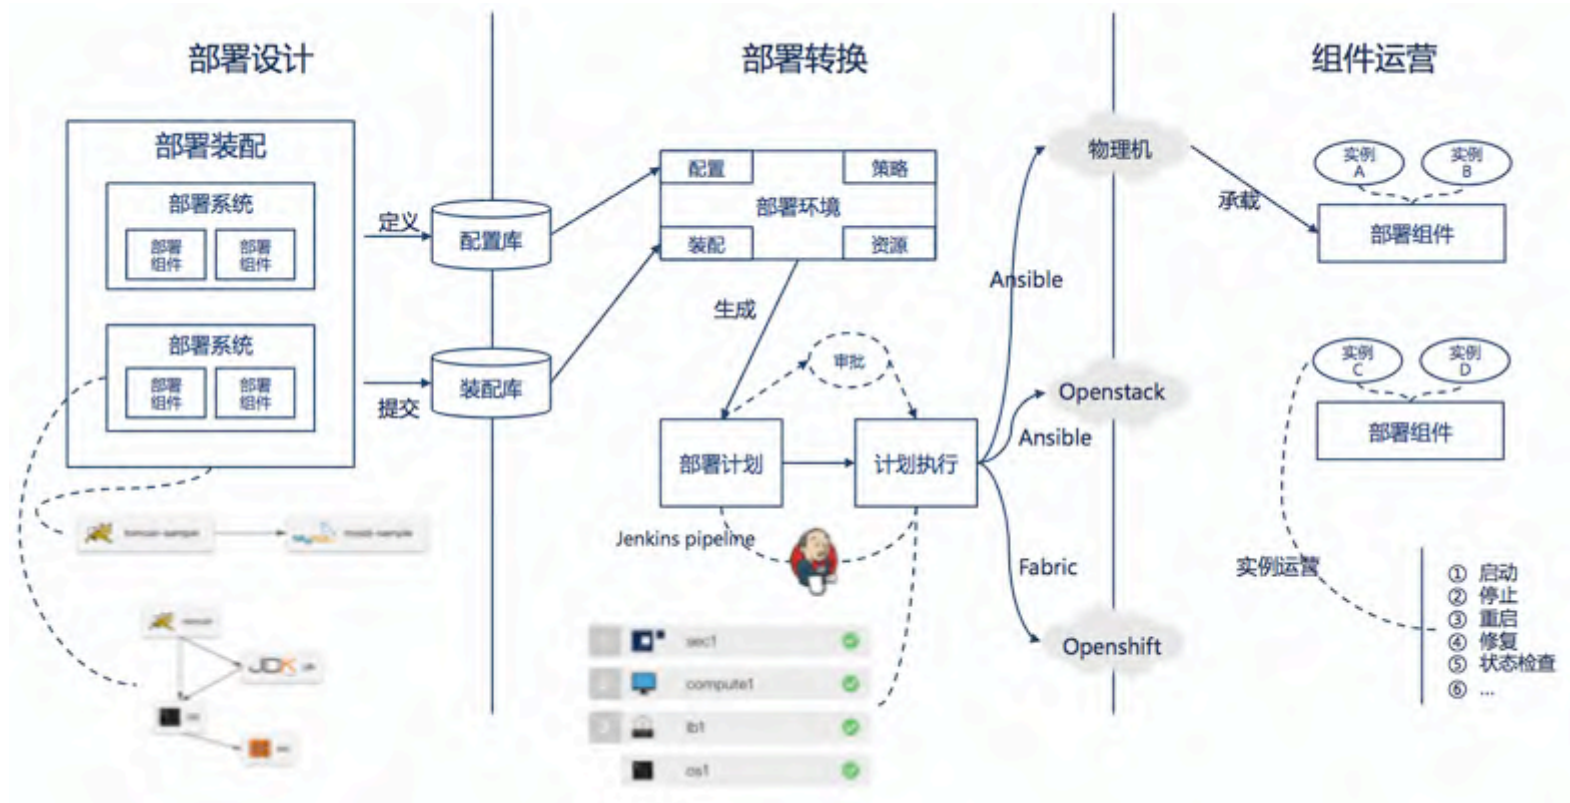 部署设计
部署转换
组件运营
部署装配
部署系统
部署
组件
部署
组件
部署系统
部署
组件
部署
组件
定义
提交
配置库
装配库
配置
策略
部署环境
装配
资源
生成
审批
部署计划
计划执行
Jenkins pipeline
sec1
compute1
lb1
os1
Ansible
Ansible
Fabric
物理机
Openstack
Openshift
承载
实例
A
实例
B
部署组件
实例
C
实例
D
部署组件
实例运营
① 启动
② 停止
③ 重启
④ 修复
⑤ 状态检查
⑥ ...
JDK